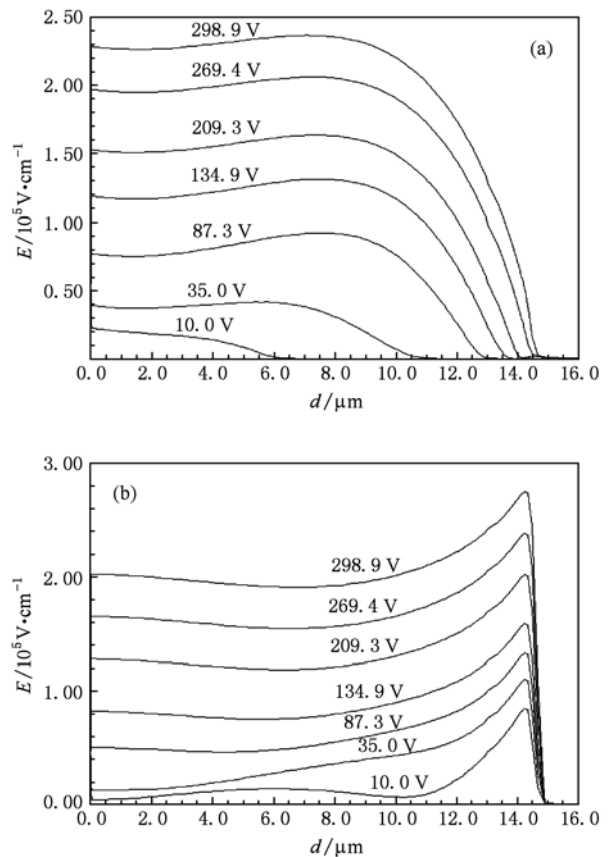 2.50
298.9 V
(a)
269.4 V
2.00
209.3 V
1.50
134.9 V
87.3 V
1.00
35.0 V
0.50
10.0 V
E/10⁵V•cm⁻¹
0.0 2.0 4.0 6.0 8.0 10.0 12.0 14.0 16.0
d/μm
3.00
(b)
298.9 V
2.00
269.4 V
209.3 V
134.9 V
1.00
87.3 V
35.0 V
10.0 V
0.00
E/10⁵V•cm⁻¹
0.0 2.0 4.0 6.0 8.0 10.0 12.0 14.0 16.0
d/μm